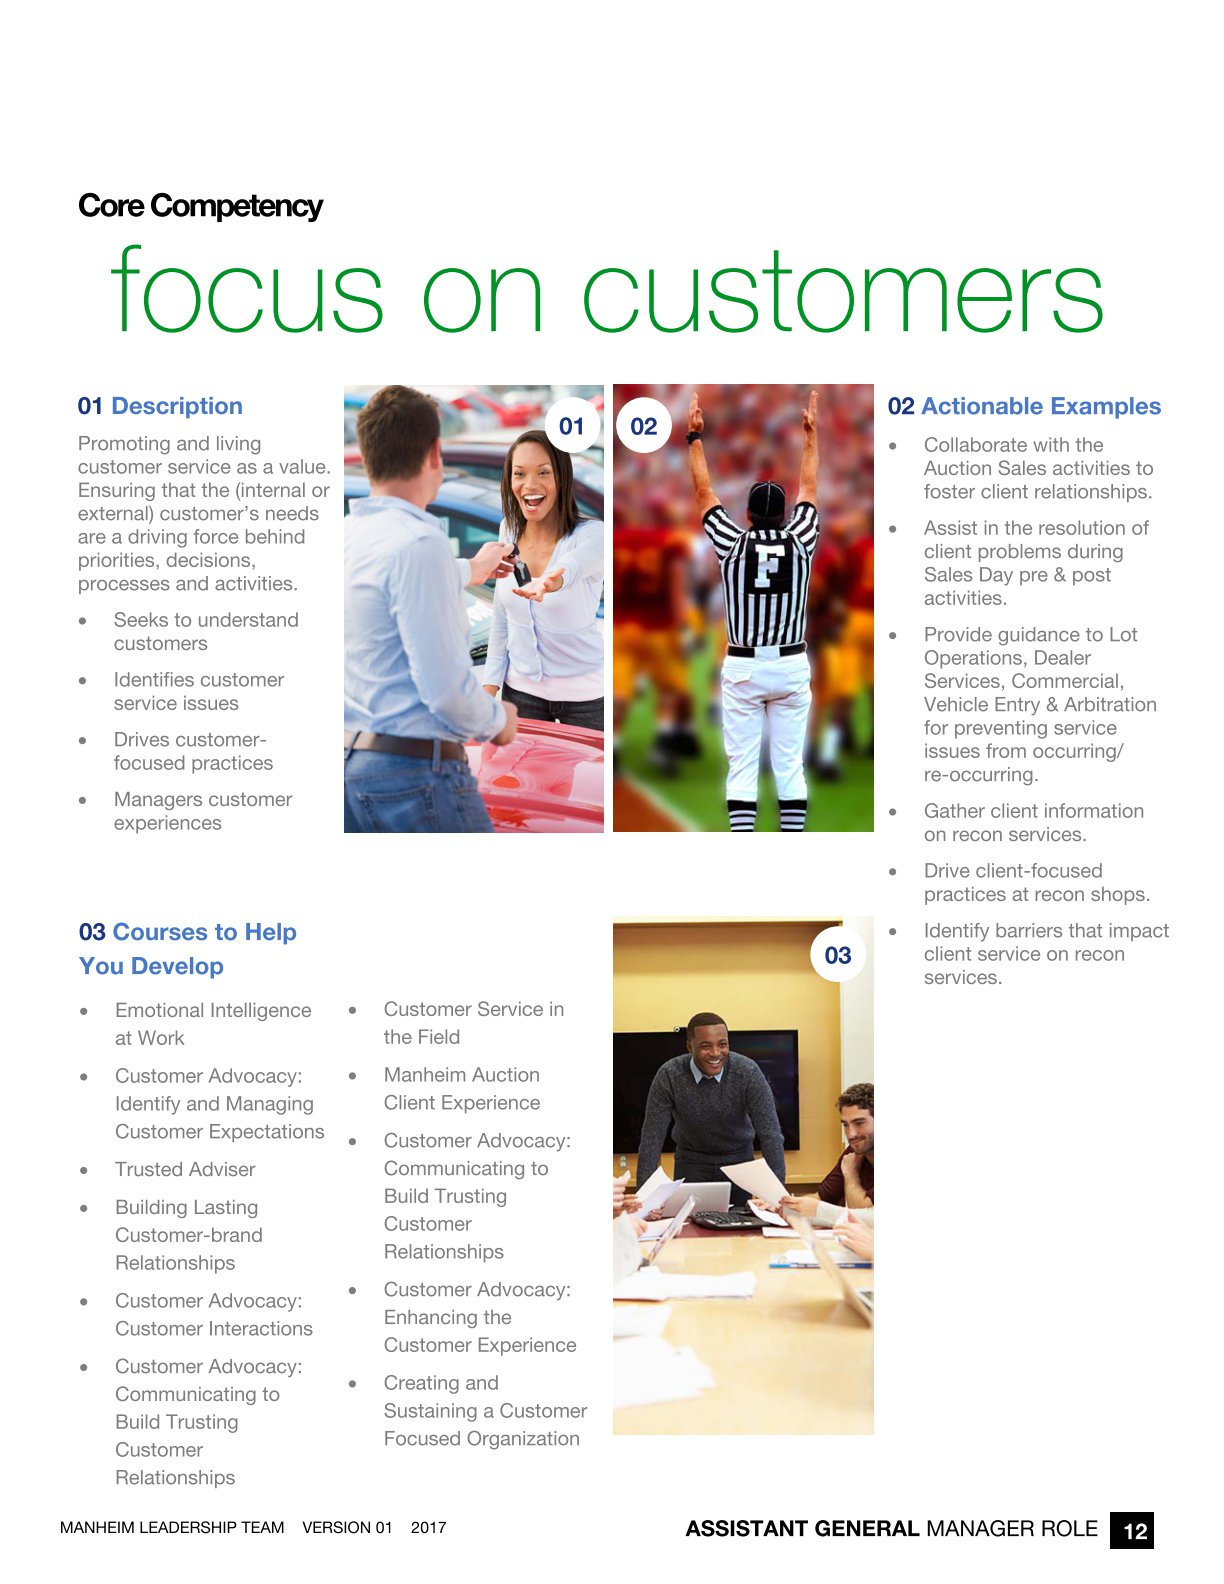 Core Competency
focus on customers
01 Description
Promoting and living
customer service as a value.
Ensuring that the (internal or
external) customer's needs
are a driving force behind
priorities, decisions,
processes and activities.
• Seeks to understand
customers
• Identifies customer
service issues
• Drives customer-
focused practices
• Managers customer
experiences
01
02
F
02 Actionable Examples
• Collaborate with the
Auction Sales activities to
foster client relationships.
• Assist in the resolution of
client problems during
Sales Day pre & post
activities.
• Provide guidance to Lot
Operations, Dealer
Services, Commercial,
Vehicle Entry & Arbitration
for preventing service
issues from occurring/
re-occurring.
• Gather client information
on recon services.
• Drive client-focused
practices at recon shops.
• Identify barriers that impact
client service on recon
services.
03 Courses to Help
You Develop
• Emotional Intelligence
at Work
• Customer Advocacy:
Identify and Managing
Customer Expectations
• Trusted Adviser
• Building Lasting
Customer-brand
Relationships
• Customer Advocacy:
Customer Interactions
• Customer Advocacy:
Communicating to
Build Trusting
Customer
Relationships
• Customer Service in
the Field
• Manheim Auction
Client Experience
• Customer Advocacy:
Communicating to
Build Trusting
Customer
Relationships
• Customer Advocacy:
Enhancing the
Customer Experience
• Creating and
Sustaining a Customer
Focused Organization
03
MANHEIM LEADERSHIP TEAM VERSION 01 2017
ASSISTANT GENERAL MANAGER ROLE 12